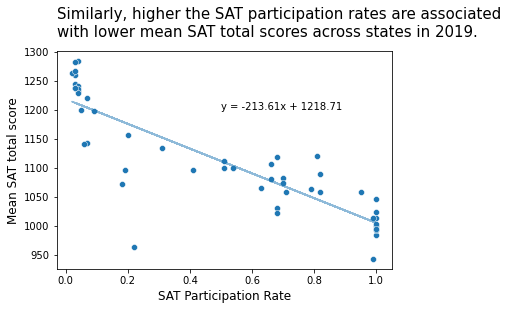 Similarly, higher the SAT participation rates are associated
with lower mean SAT total scores across states in 2019.
1300
1250
y = -213.61x + 1218.71
1200
1150
1100
1050
1000
950
Mean SAT total score
0.0 0.2 0.4 0.6 0.8 1.0
SAT Participation Rate